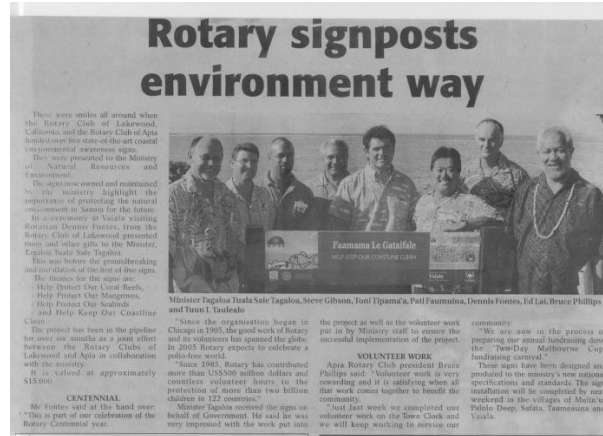 Rotary signposts
environment way
There were smiles all around when
the Rotary Club of Lakewood,
California, and the Rotary Club of Apia
handed over five state-of-the-art coastal
environmental awareness signs.
They were presented to the Ministry
of Natural Resources and
Environment.
The signs now owned and maintained
by the ministry highlight the
importance of protecting the natural
environment in Samoa for the future.
In a ceremony at Vaiala visiting
Rotarian Dennis Fontes, from the
Rotary Club of Lakewood presented
these and other gifts to the Minister,
Tagaloa Tuala Sale Tagaloa.
This was before the groundbreaking
and installation of the first of five signs.
The themes for the signs are:
- Help Protect Our Coral Reefs,
- Help Protect Our Mangroves,
- Help Protect Our Seabirds
- and Help Keep Our Coastline
Clean.
The project has been in the pipeline
for over six months as a joint effort
between the Rotary Clubs of
Lakewood and Apia in collaboration
with the ministry.
It is valued at approximately
$15,000.
CENTENNIAL
Mr Fontes said at the hand over:
"This is part of our celebration of the
Rotary Centennial year.
Faamama Le Gataifale
HELP KEEP OUR COASTLINE CLEAN
Minister Tagaloa Tuala Sale Tagaloa, Steve Gibson, Toni Tipama'a, Pati Faumuina, Dennis Fontes, Ed Lai, Bruce Phillips
and Tuuu I. Taulealo
"Since the organisation began in
Chicago in 1905, the good work of Rotary
and its volunteers has spanned the globe.
In 2005 Rotary expects to celebrate a
polio-free world.
"Since 1985, Rotary has contributed
more than US$500 million dollars and
countless volunteer hours to the
protection of more than two billion
children in 122 countries."
Minister Tagaloa received the signs on
behalf of Government. He said he was
very impressed with the work put into
the project as well as the volunteer work
put in by Ministry staff to ensure the
successful implementation of the project.
VOLUNTEER WORK
Apia Rotary Club president Bruce
Phillips said: "Volunteer work is very
rewarding and it is satisfying when all
that work comes together to benefit the
community.
"Just last week we completed our
volunteer work on the Town Clock and
we will keep working to service our
community.
"We are now in the process of
preparing our annual fundraising drive
the 'Two-Day Melbourne Cup
fundraising carnival."
These signs have been designed and
produced to the ministry's new national
specifications and standards. The sign
installation will be completed by next
weekend in the villages of
Palolo Deep, Safata, and
Vaiala.